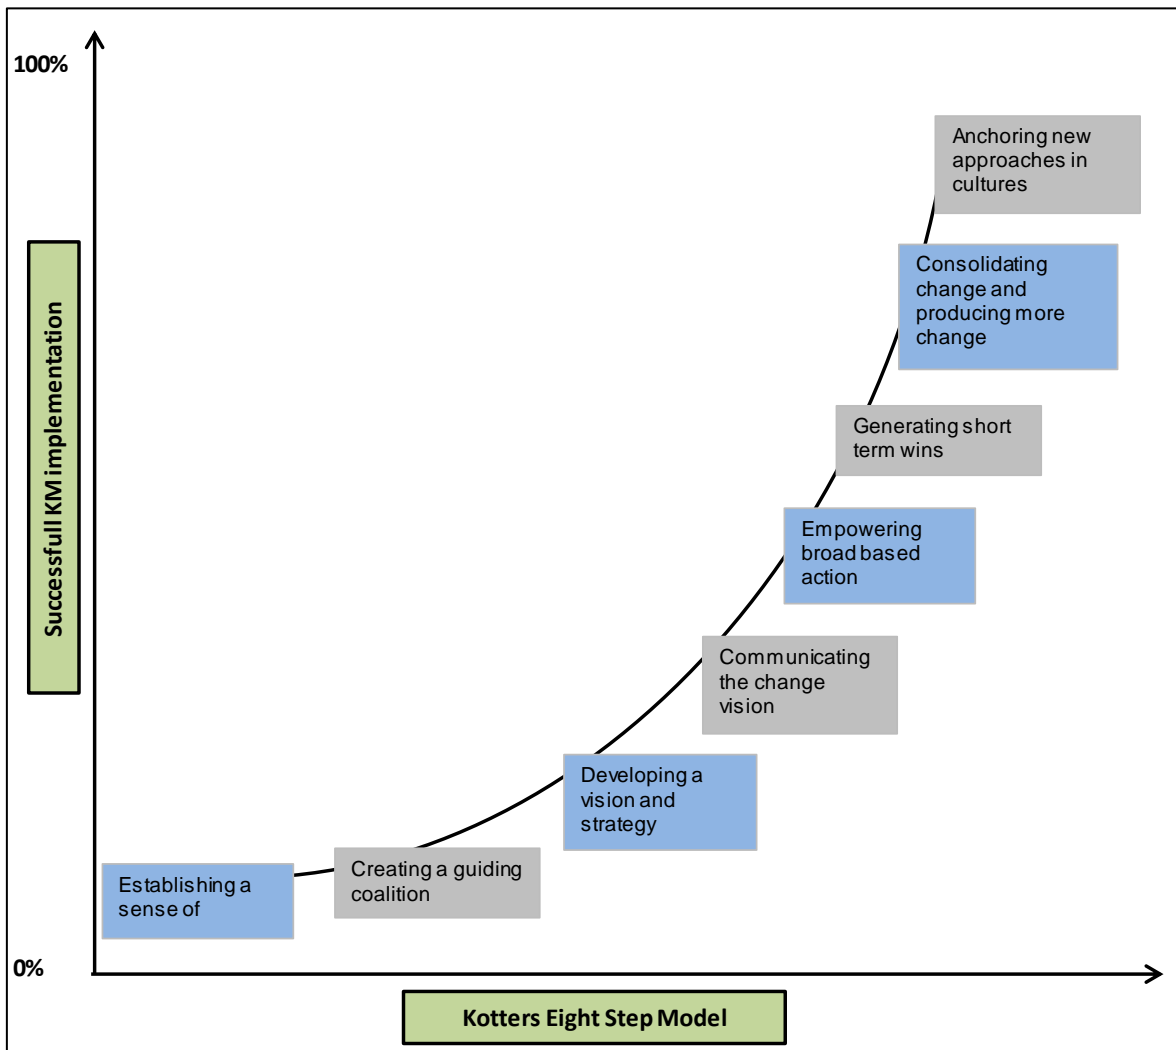 100%
Anchoring new
approaches in
cultures
Consolidating
change and
producing more
change
Successfull KM implementation
Generating short
term wins
Empowering
broad based
action
Communicating
the change
vision
Developing a
vision and
strategy
Creating a guiding
coalition
Establishing a
sense of
0%
Kotters Eight Step Model